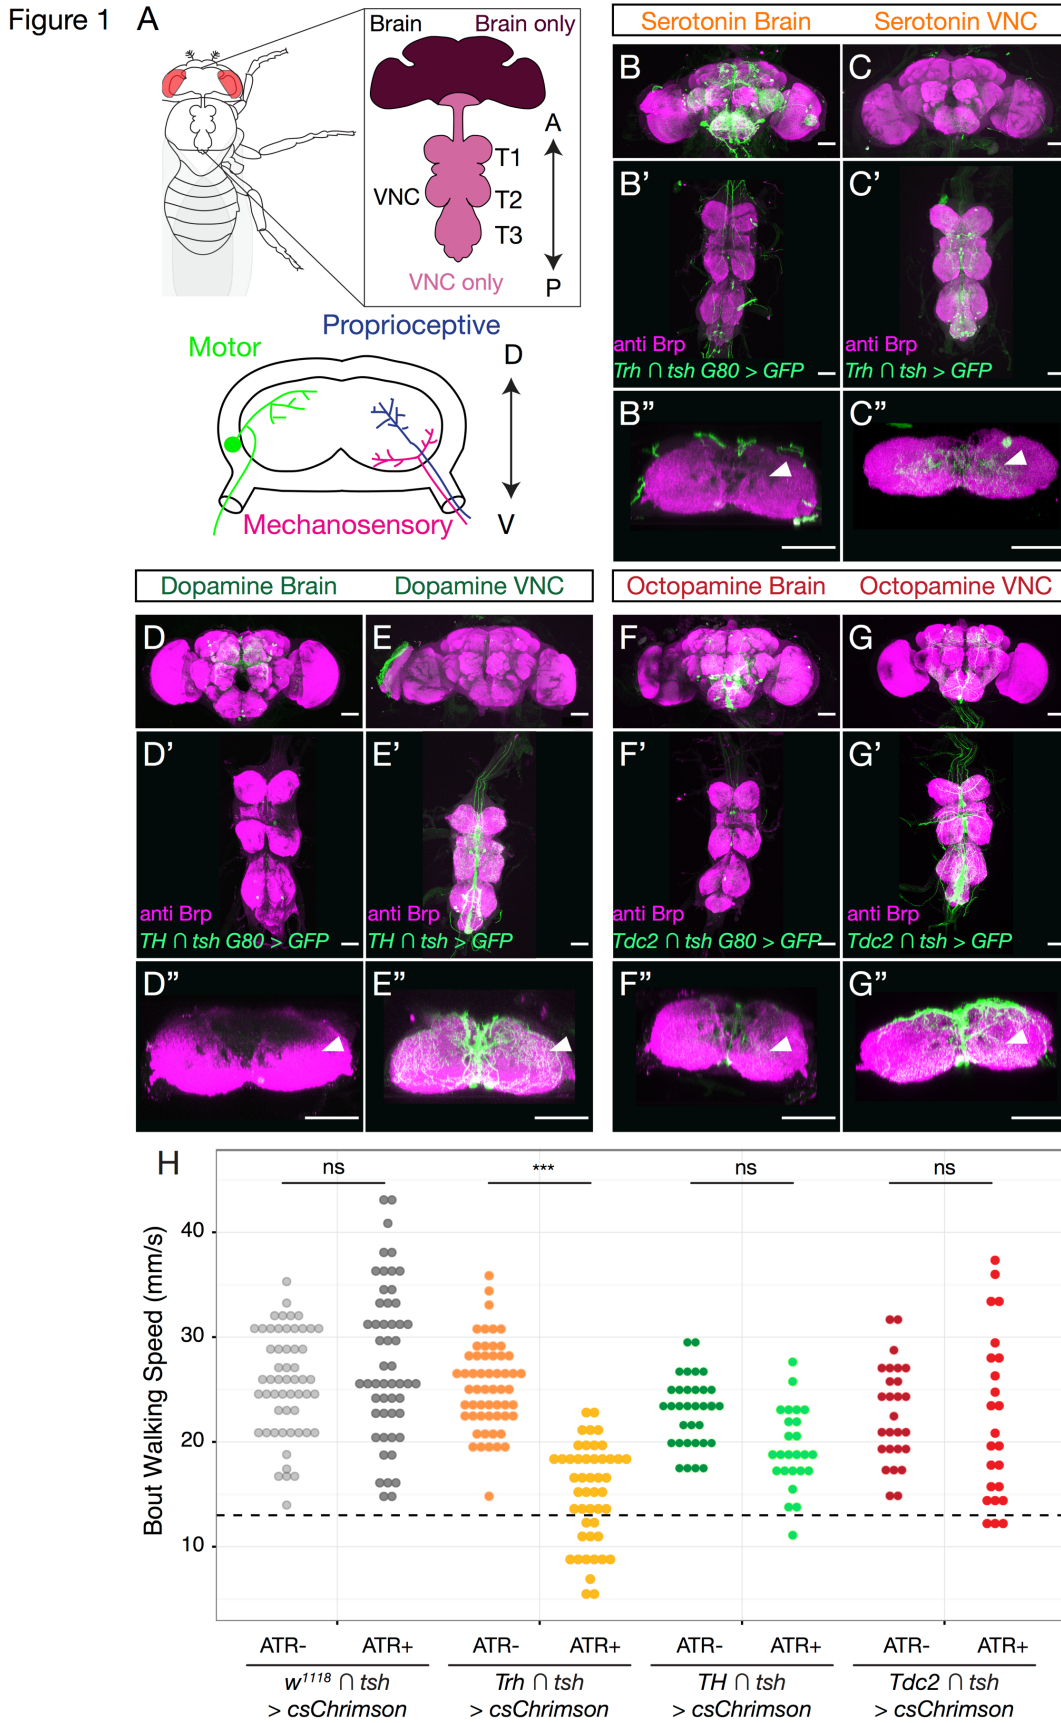 Figure 1
A
Brain
Brain only
A
T1
VNC
T2
T3
VNC only
P
Proprioceptive
Motor
D
Mechanosensory
V
Serotonin Brain
Serotonin VNC
B
C
B'
C'
anti Brp
Trh ∩ tsh G80 > GFP
anti Brp
Trh ∩ tsh > GFP
B”
C”
Dopamine Brain
Dopamine VNC
Octopamine Brain
Octopamine VNC
D
E
F
G
D'
E'
F'
G'
anti Brp
TH ∩ tsh G80 > GFP
anti Brp
TH ∩ tsh > GFP
anti Brp
Tdc2 ∩ tsh G80 > GFP
anti Brp
Tdc2 ∩ tsh > GFP
D”
E”
F”
G”
H
ns
***
ns
ns
Bout Walking Speed (mm/s)
40
30
20
10
ATR-
ATR+
ATR-
ATR+
ATR-
ATR+
ATR-
ATR+
w1118 ∩ tsh
> csChrimson
Trh ∩ tsh
> csChrimson
TH ∩ tsh
> csChrimson
Tdc2 ∩ tsh
> csChrimson